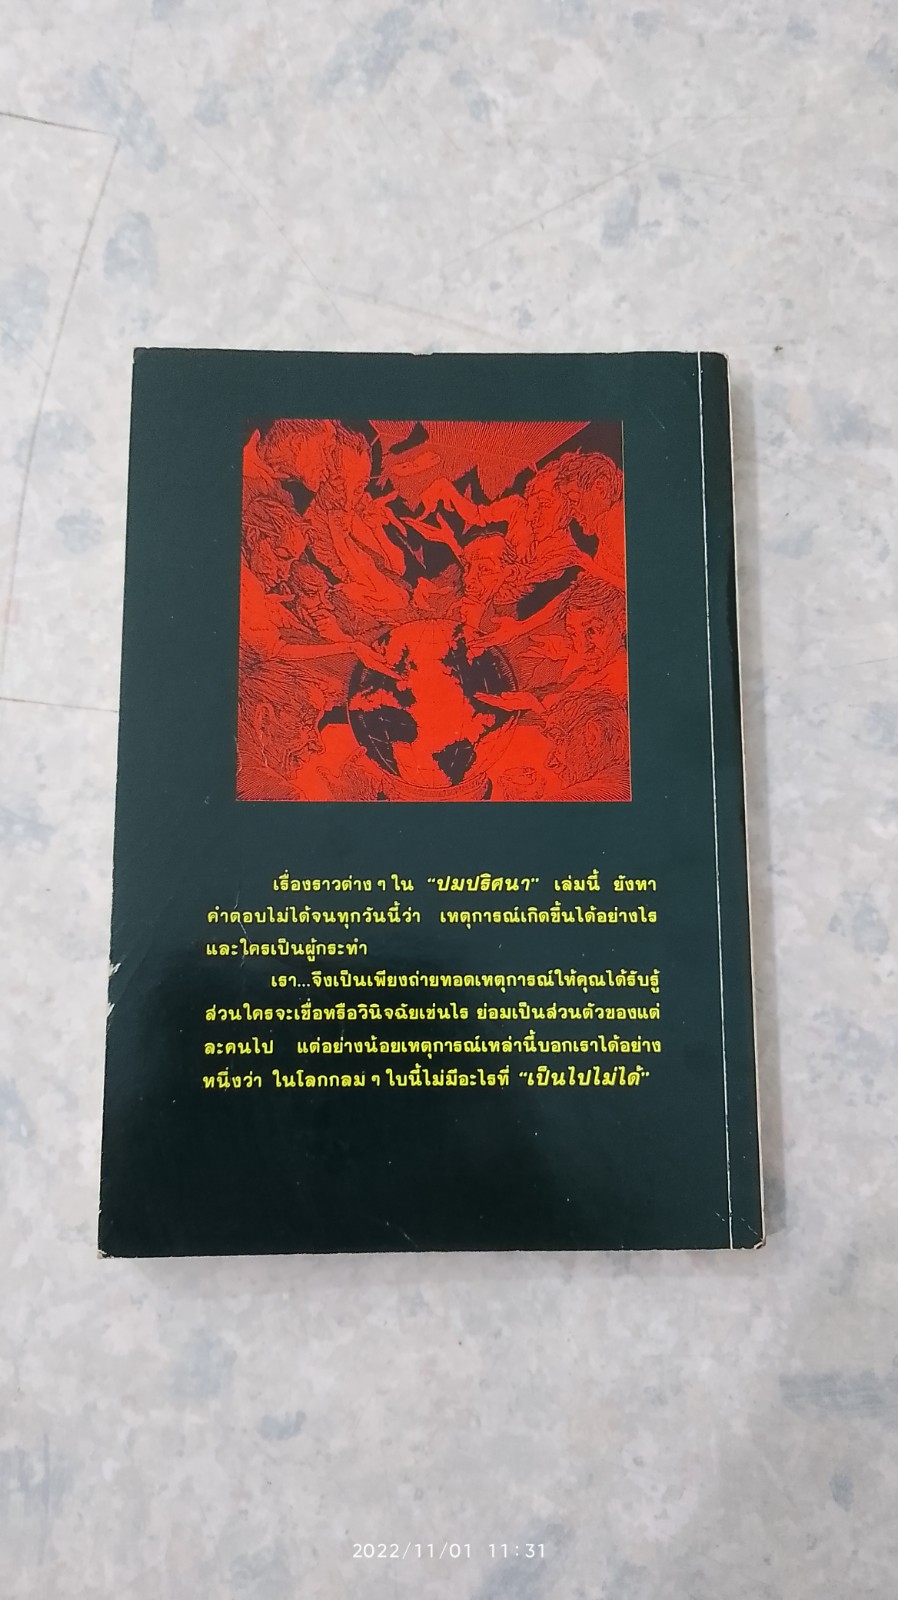 เรื่องราวต่าง ๆ ใน “ปมปริศนา” เล่มนี้ ยังหา
คำตอบไม่ได้จนทุกวันนี้ว่า เหตุการณ์เกิดขึ้นได้อย่างไร
และใครเป็นผู้กระทำ
เรา...จึงเป็นเพียงถ่ายทอดเหตุการณ์ให้คุณได้รับรู้
ส่วนใครจะเชื่อหรือวินิจฉัยเช่นไร ย่อมเป็นส่วนตัวของแต่
ละคนไป แต่อย่างน้อยเหตุการณ์เหล่านี้บอกเราได้อย่าง
หนึ่งว่า ในโลกกลม ๆ ใบนี้ไม่มีอะไรที่ “เป็นไปไม่ได้”
2022/11/01 11:31